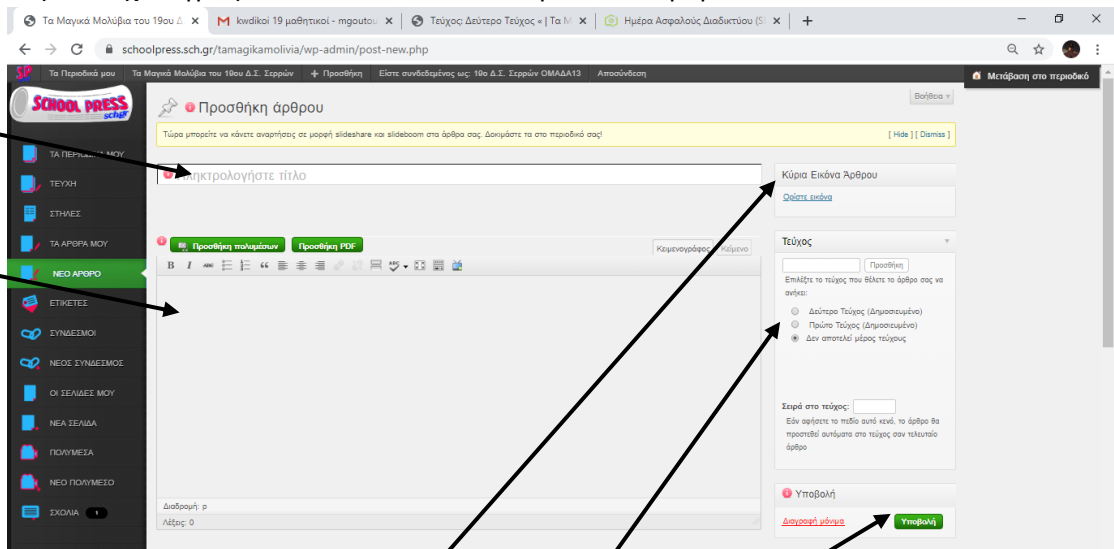 Τα Μαγικά Μολύβια του 19ου Δ
kwdikoi 19 μαθητικοί - mgoutou
Τεύχος: Δεύτερο Τεύχος « | Τα Μ
Ημέρα Ασφαλούς Διαδικτύου (S
schoolpress.sch.gr/tamagikamolivia/wp-admin/post-new.php
SP Τα Περιοδικά μου Τα Μαγικά Μολύβια του 19ου Δ.Σ. Σερρών + Προσθήκη Είστε συνδεδεμένος ως: 19ο Δ.Σ. Σερρών ΟΜΑΔΑ13 Αποσύνδεση
Μετάβαση στο περιοδικό
SCHOOL PRESS
schgr
Βοήθεια
Προσθήκη άρθρου
Τώρα μπορείτε να κάνετε αναρτήσεις σε μορφή slideshare και slideboom στα άρθρα σας. Δοκιμάστε τα στο περιοδικό σας!
[ Hide ] [ Dismiss ]
ΤΑ ΠΕΡΙΟΔΙΚΑ ΜΟΥ
ΤΕΥΧΗ
ΣΤΗΛΕΣ
ΤΑ ΑΡΘΡΑ ΜΟΥ
ΝΕΟ ΑΡΘΡΟ
ΕΤΙΚΕΤΕΣ
ΣΥΝΔΕΣΜΟΙ
ΝΕΟΣ ΣΥΝΔΕΣΜΟΣ
ΟΙ ΣΕΛΙΔΕΣ ΜΟΥ
ΝΕΑ ΣΕΛΙΔΑ
ΠΟΛΥΜΕΣΑ
ΝΕΟ ΠΟΛΥΜΕΣΟ
ΣΧΟΛΙΑ 1
Πληκτρολογήστε τίτλο
Προσθήκη πολυμέσων
Προσθήκη PDF
Κειμενογράφος
Κείμενο
B I ABC “ ABC
Διαδρομή: p
Λέξεις: 0
Κύρια Εικόνα Άρθρου
Ορίστε εικόνα
Τεύχος
Προσθήκη
Επιλέξτε το τεύχος που θέλετε το άρθρο σας να
ανήκει:
Δεύτερο Τεύχος (Δημοσιευμένο)
Πρώτο Τεύχος (Δημοσιευμένο)
Δεν αποτελεί μέρος τεύχους
Σειρά στο τεύχος:
Εάν αφήσετε το πεδίο αυτό κενό, το άρθρο θα
προστεθεί αυτόματα στο τεύχος σαν τελευταίο
άρθρο
Υποβολή
Διαγραφή μόνιμα
Υποβολή